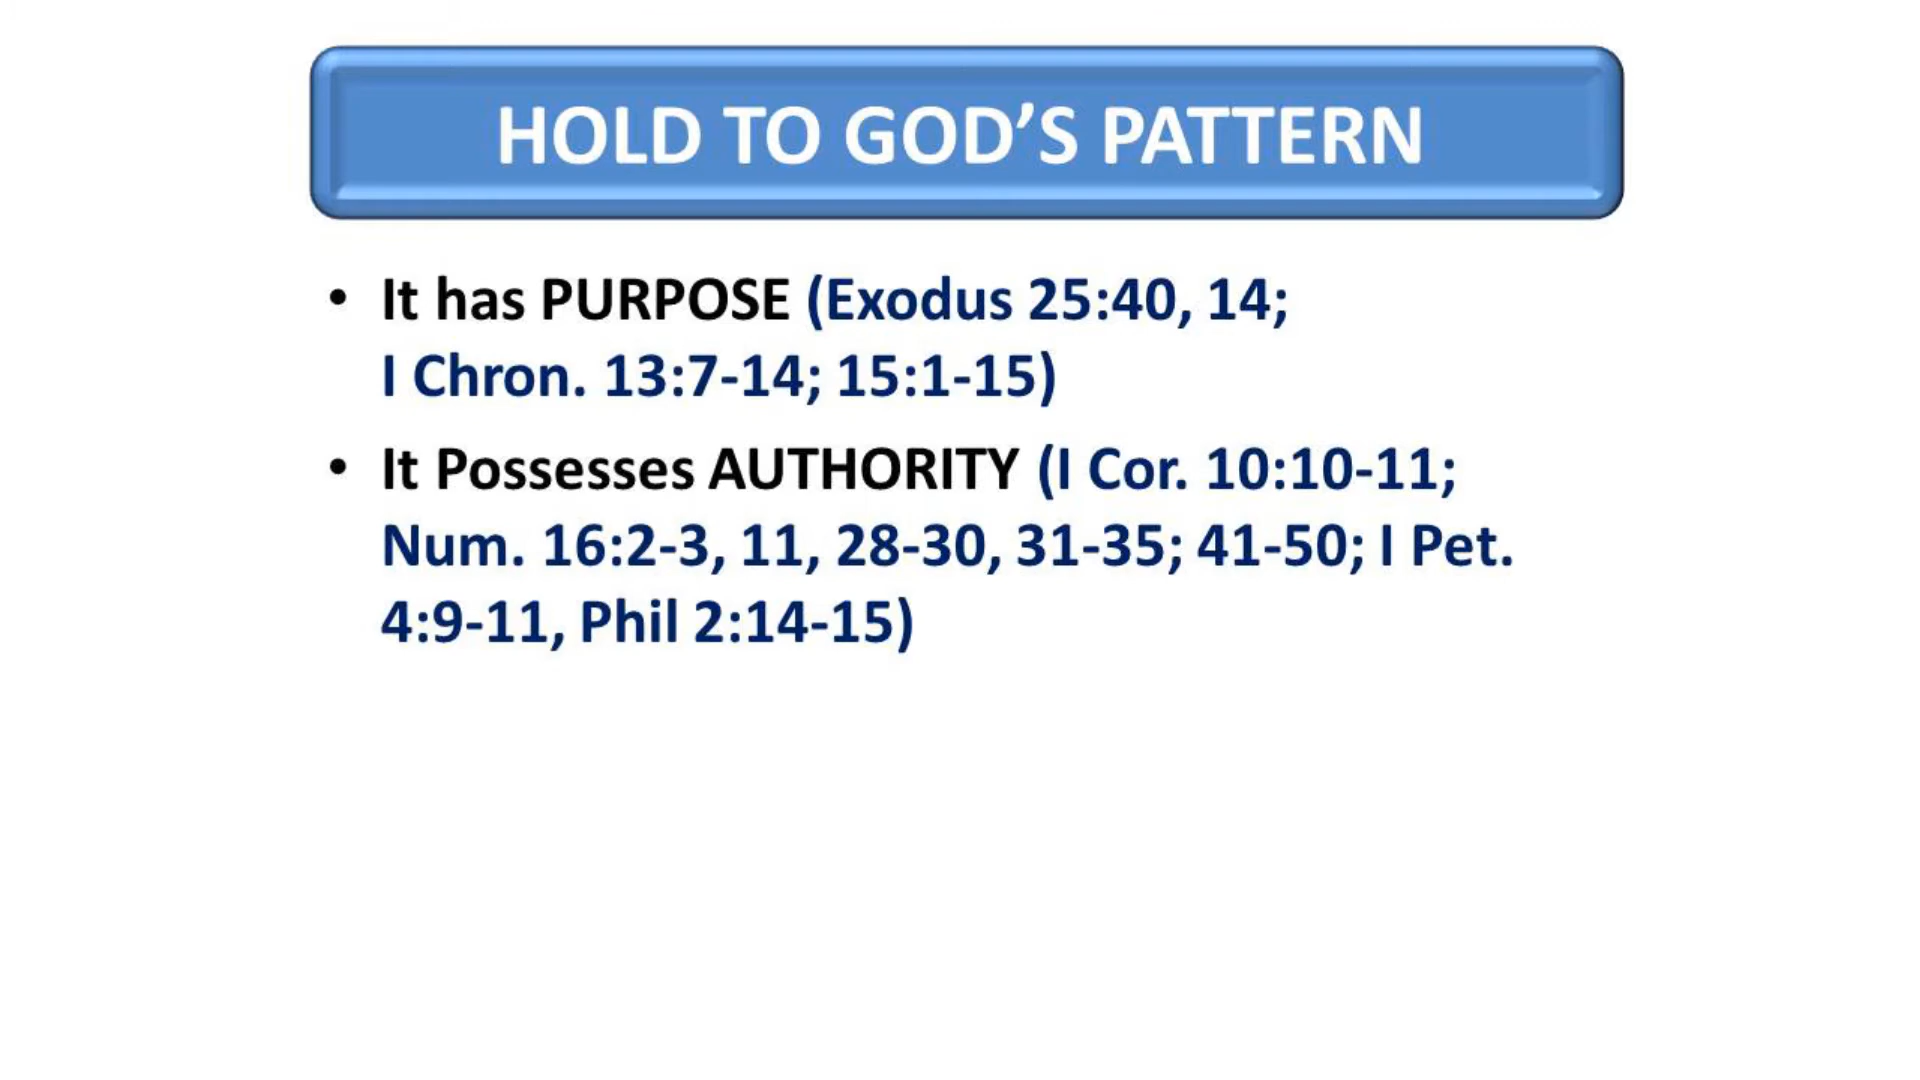 HOLD TO GOD’S PATTERN
• It has PURPOSE (Exodus 25:40, 14;
I Chron. 13:7-14; 15:1-15)
• It Possesses AUTHORITY (I Cor. 10:10-11;
Num. 16:2-3, 11, 28-30, 31-35; 41-50; I Pet.
4:9-11, Phil 2:14-15)